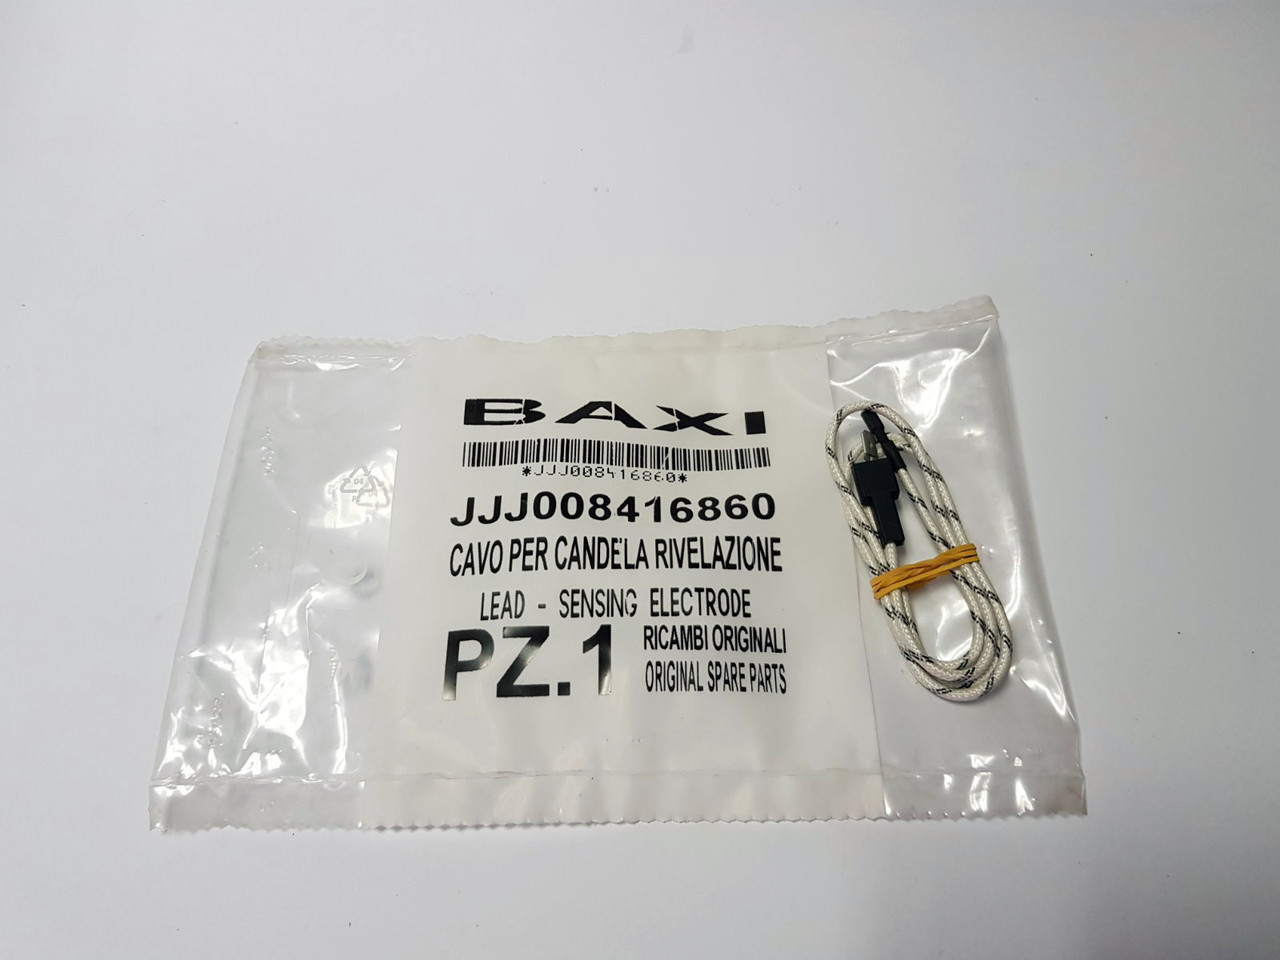 BAXI
*JJJ008416860*
JJJ008416860
CAVO PER CANDELA RIVELAZIONE
LEAD - SENSING ELECTRODE
PZ.1
RICAMBI ORIGINALI
ORIGINAL SPARE PARTS